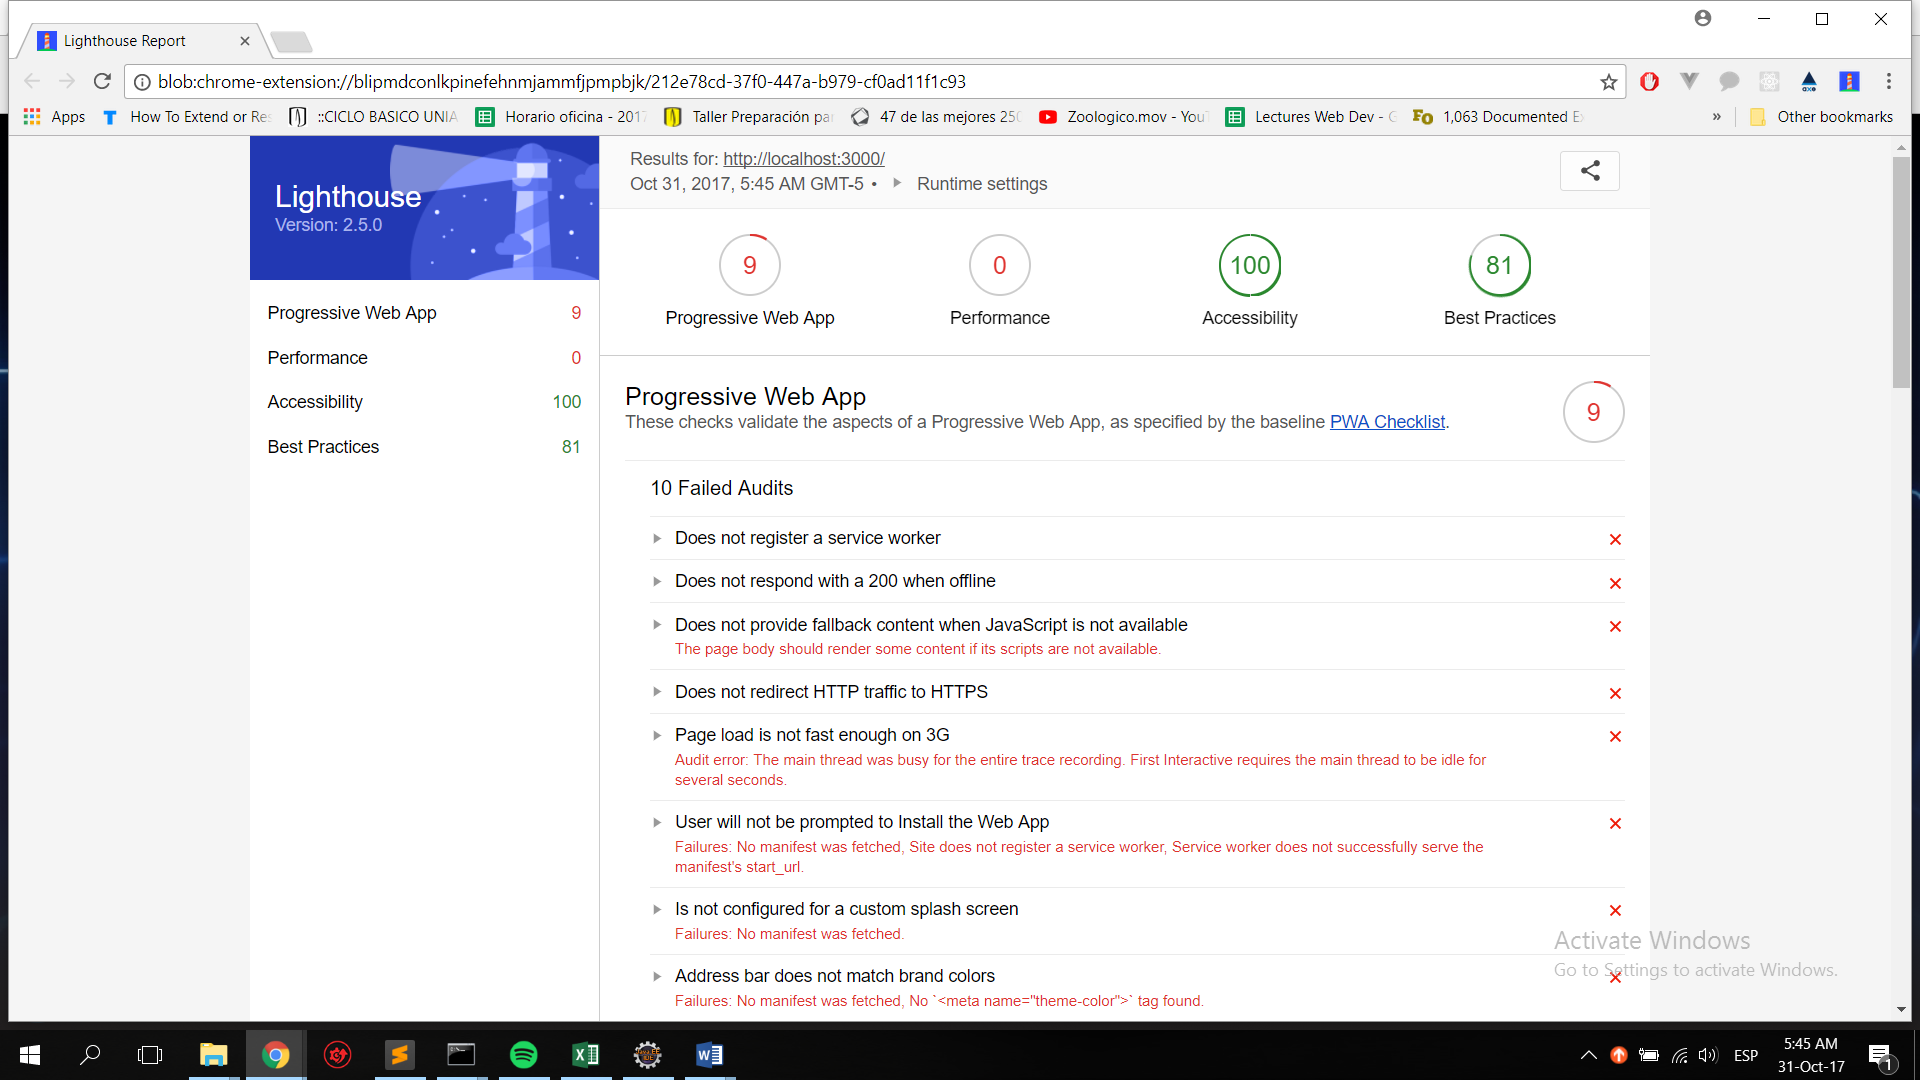 Lighthouse Report
blob:chrome-extension://blipmdconlkpinefehnmjammfjpmpbjk/212e78cd-37f0-447a-b979-cf0ad11f1c93
Apps
How To Extend or Res
::CICLO BASICO UNIA
Horario oficina - 2017
Taller Preparación pa
47 de las mejores 250
Zoologico.mov - You
Lectures Web Dev - G
1,063 Documented E
»
Other bookmarks
Lighthouse
Version: 2.5.0
Progressive Web App 9
Performance 0
Accessibility 100
Best Practices 81
Results for: http://localhost:3000/
Oct 31, 2017, 5:45 AM GMT-5 • Runtime settings
9 0 100 81
Progressive Web App Performance Accessibility Best Practices
Progressive Web App
These checks validate the aspects of a Progressive Web App, as specified by the baseline PWA Checklist.
9
10 Failed Audits
Does not register a service worker
Does not respond with a 200 when offline
Does not provide fallback content when JavaScript is not available
The page body should render some content if its scripts are not available.
Does not redirect HTTP traffic to HTTPS
Page load is not fast enough on 3G
Audit error: The main thread was busy for the entire trace recording. First Interactive requires the main thread to be idle for
several seconds.
User will not be prompted to Install the Web App
Failures: No manifest was fetched, Site does not register a service worker, Service worker does not successfully serve the
manifest's start_url.
Is not configured for a custom splash screen
Failures: No manifest was fetched.
Address bar does not match brand colors
Failures: No manifest was fetched, No `<meta name="theme-color">` tag found.
Activate Windows
Go to Settings to activate Windows.
ESP
5:45 AM
31-Oct-17
1